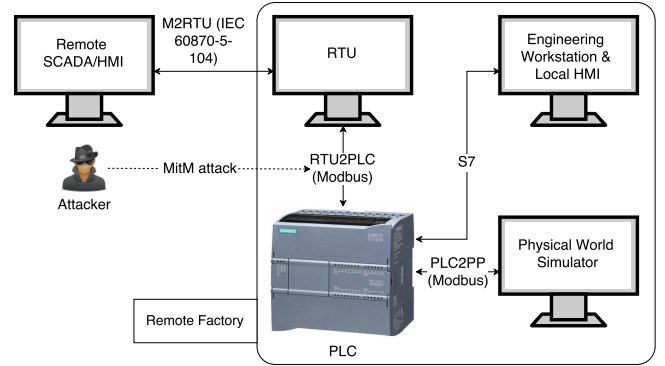 M2RTU (IEC
60870-5-
104)
Remote
SCADA/HMI
RTU
Engineering
Workstation &
Local HMI
MitM attack
RTU2PLC
(Modbus)
S7
Attacker
SIEMENS
Physical World
Simulator
PLC2PP
(Modbus)
Remote Factory
PLC